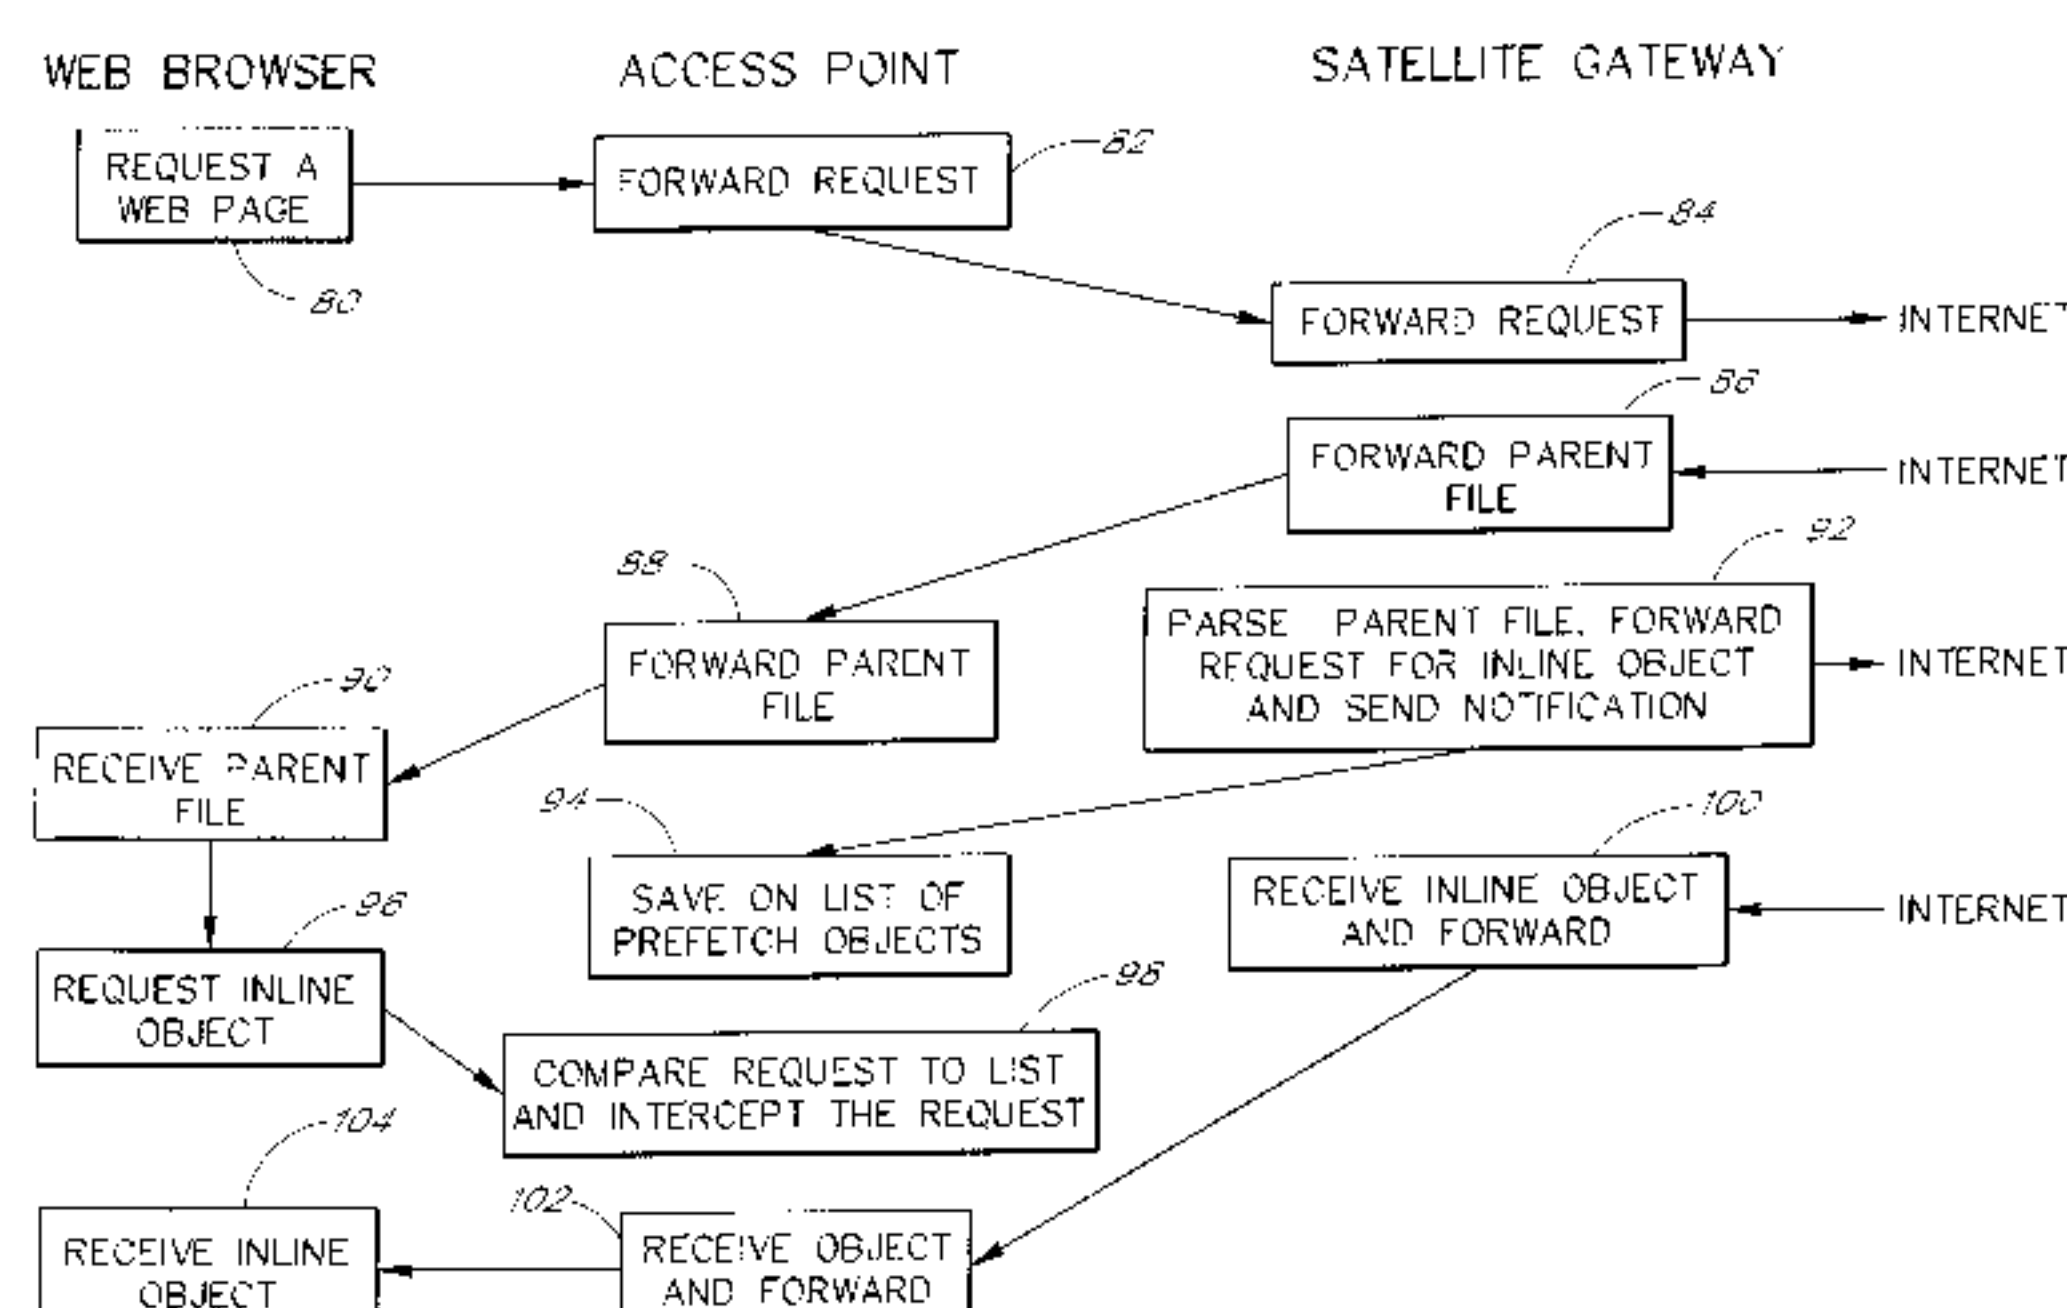 WEB BROWSER
ACCESS POINT
SATELLITE GATEWAY
REQUEST A
WEB PAGE
80
FORWARD REQUEST
82
84
FORWARD REQUEST
INTERNET
86
FORWARD PARENT
FILE
INTERNET
88
FORWARD PARENT
FILE
92
PARSE PARENT FILE, FORWARD
REQUEST FOR INLINE OBJECT
AND SEND NOTIFICATION
INTERNET
90
RECEIVE PARENT
FILE
94
SAVE ON LIST OF
PREFETCH OBJECTS
100
RECEIVE INLINE OBJECT
AND FORWARD
INTERNET
96
REQUEST INLINE
OBJECT
98
COMPARE REQUEST TO LIST
AND INTERCEPT THE REQUEST
104
RECEIVE INLINE
OBJECT
102
RECEIVE OBJECT
AND FORWARD